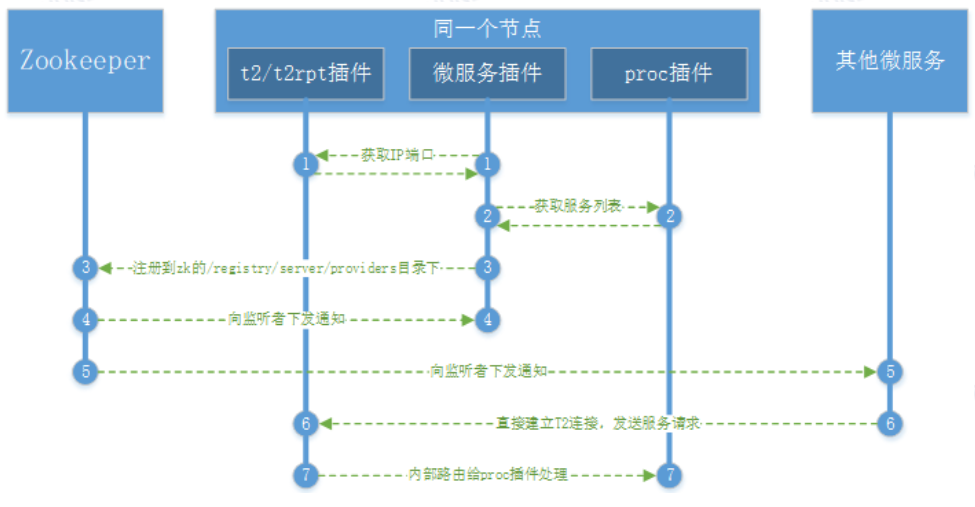 同一个节点
Zookeeper
t2/t2rpt插件
微服务插件
proc插件
其他微服务
1
获取IP端口
1
2
获取服务列表
2
3
注册到zk的/registry/server/providers目录下
3
4
向监听者下发通知
4
5
向监听者下发通知
5
6
直接建立T2连接，发送服务请求
6
7
内部路由给proc插件处理
7